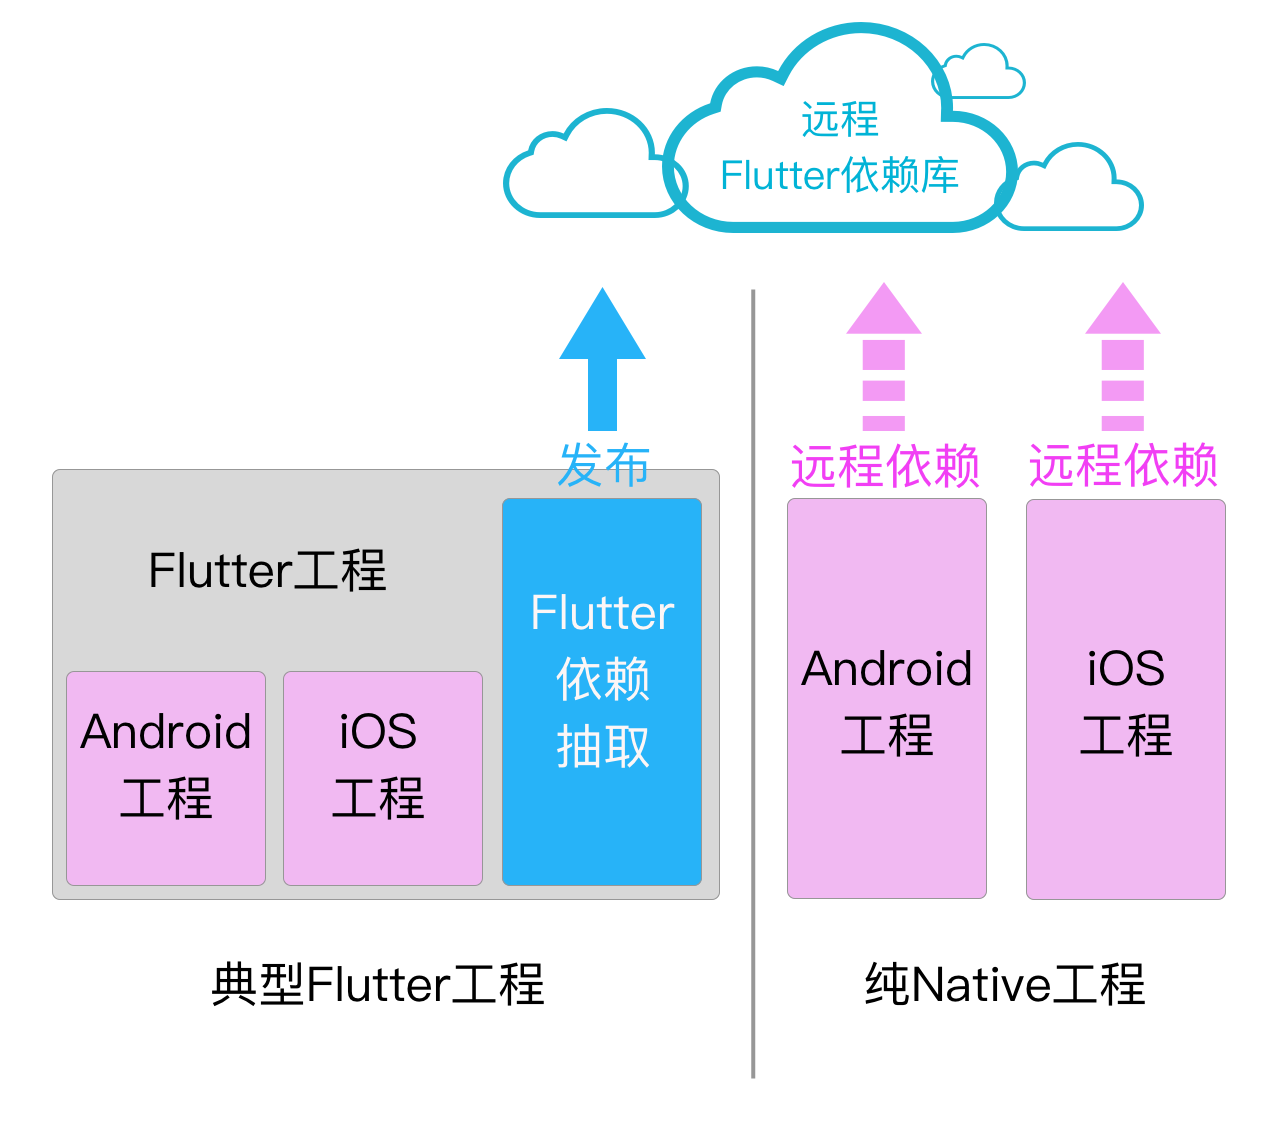 远程
Flutter依赖库
发布
远程依赖
远程依赖
Flutter工程
Flutter
依赖
抽取
Android
工程
iOS
工程
Android
工程
iOS
工程
典型Flutter工程
纯Native工程